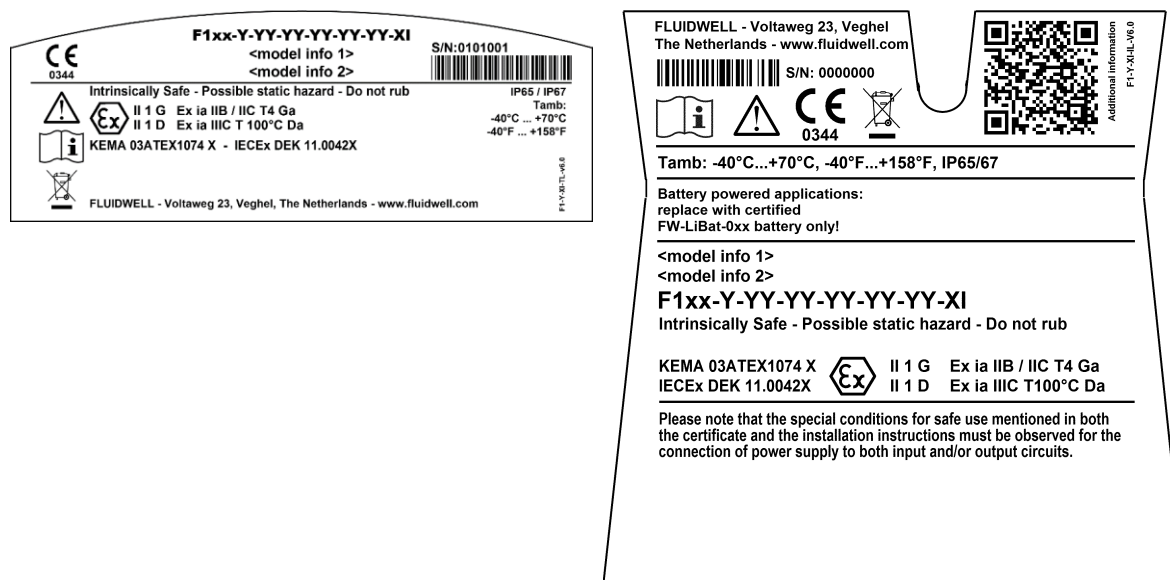 F1xx-Y-YY-YY-YY-YY-YY-XI
<model info 1>
<model info 2>
S/N:0101001
CE
0344
Intrinsically Safe - Possible static hazard - Do not rub
IP65 / IP67
Tamb:
-40°C ... +70°C
-40°F ... +158°F
Ex
II 1 G Ex ia IIB / IIC T4 Ga
II 1 D Ex ia IIIC T 100°C Da
i
KEMA 03ATEX1074 X - IECEx DEK 11.0042X
FLUIDWELL - Voltaweg 23, Veghel, The Netherlands - www.fluidwell.com
F1-Y-XI-TL-v6.0
FLUIDWELL - Voltaweg 23, Veghel
The Netherlands - www.fluidwell.com
S/N: 0000000
i
CE
0344
Additional information
F1-Y-XI-IL-V6.0
Tamb: -40°C...+70°C, -40°F...+158°F, IP65/67
Battery powered applications:
replace with certified
FW-LiBat-0xx battery only!
<model info 1>
<model info 2>
F1xx-Y-YY-YY-YY-YY-YY-XI
Intrinsically Safe - Possible static hazard - Do not rub
KEMA 03ATEX1074 X Ex II 1 G Ex ia IIB / IIC T4 Ga
IECEx DEK 11.0042X II 1 D Ex ia IIIC T100°C Da
Please note that the special conditions for safe use mentioned in both
the certificate and the installation instructions must be observed for the
connection of power supply to both input and/or output circuits.